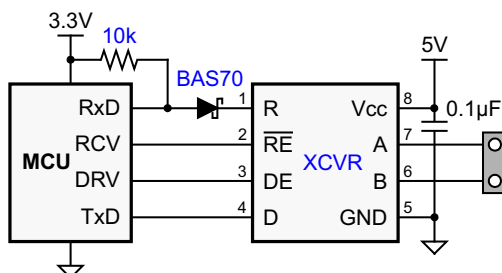 3.3V
10k
5V
BAS70
RxD
1
R
Vcc
8
0.1µF
RCV
2
RE
A
7
MCU
XCVR
DRV
3
DE
B
6
TxD
4
D
GND
5